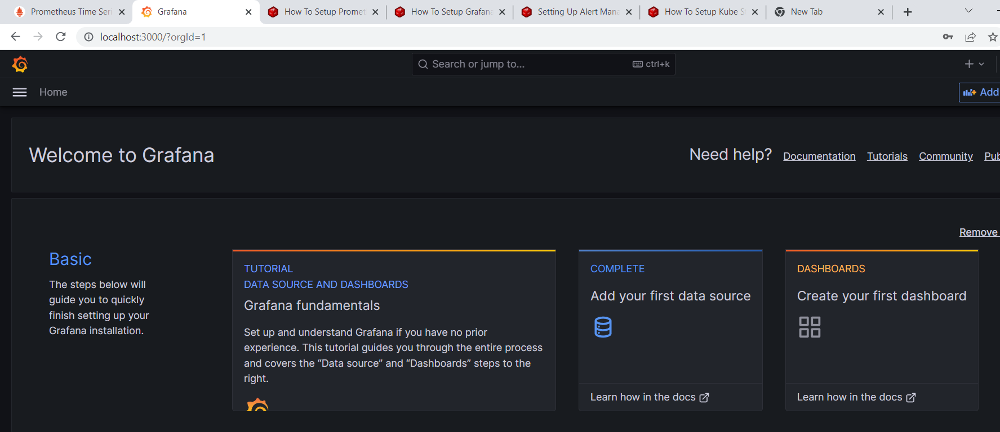 Prometheus Time Seri
Grafana
How To Setup Promet
How To Setup Grafana
Setting Up Alert Mana
How To Setup Kube S
New Tab
localhost:3000/?orgId=1
Search or jump to...
ctrl+k
Home
Add
Welcome to Grafana
Need help?
Documentation
Tutorials
Community
Pub
Remove
Basic
The steps below will
guide you to quickly
finish setting up your
Grafana installation.
TUTORIAL
DATA SOURCE AND DASHBOARDS
Grafana fundamentals
Set up and understand Grafana if you have no prior
experience. This tutorial guides you through the entire process
and covers the “Data source” and “Dashboards” steps to the
right.
COMPLETE
Add your first data source
Learn how in the docs
DASHBOARDS
Create your first dashboard
Learn how in the docs